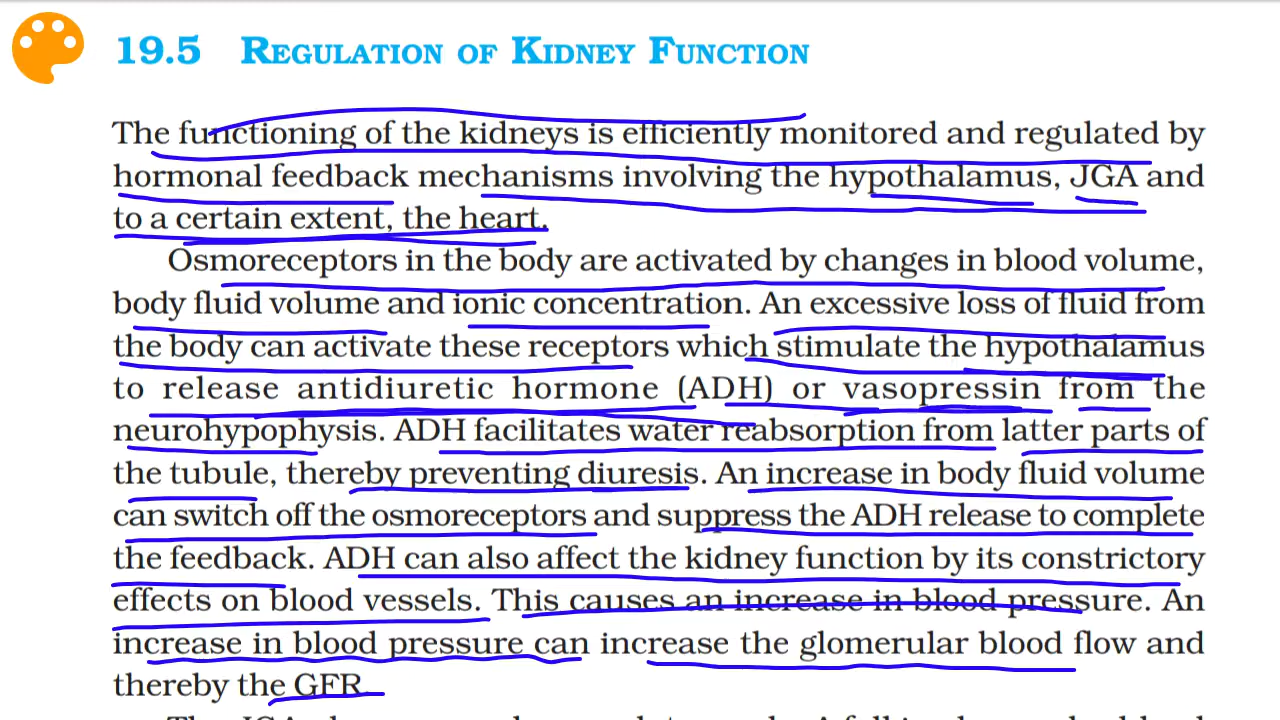 19.5 REGULATION OF KIDNEY FUNCTION
The functioning of the kidneys is efficiently monitored and regulated by
hormonal feedback mechanisms involving the hypothalamus, JGA and
to a certain extent, the heart.
Osmoreceptors in the body are activated by changes in blood volume,
body fluid volume and ionic concentration. An excessive loss of fluid from
the body can activate these receptors which stimulate the hypothalamus
to release antidiuretic hormone (ADH) or vasopressin from the
neurohypophysis. ADH facilitates water reabsorption from latter parts of
the tubule, thereby preventing diuresis. An increase in body fluid volume
can switch off the osmoreceptors and suppress the ADH release to complete
the feedback. ADH can also affect the kidney function by its constrictory
effects on blood vessels. This causes an increase in blood pressure. An
increase in blood pressure can increase the glomerular blood flow and
thereby the GFR.